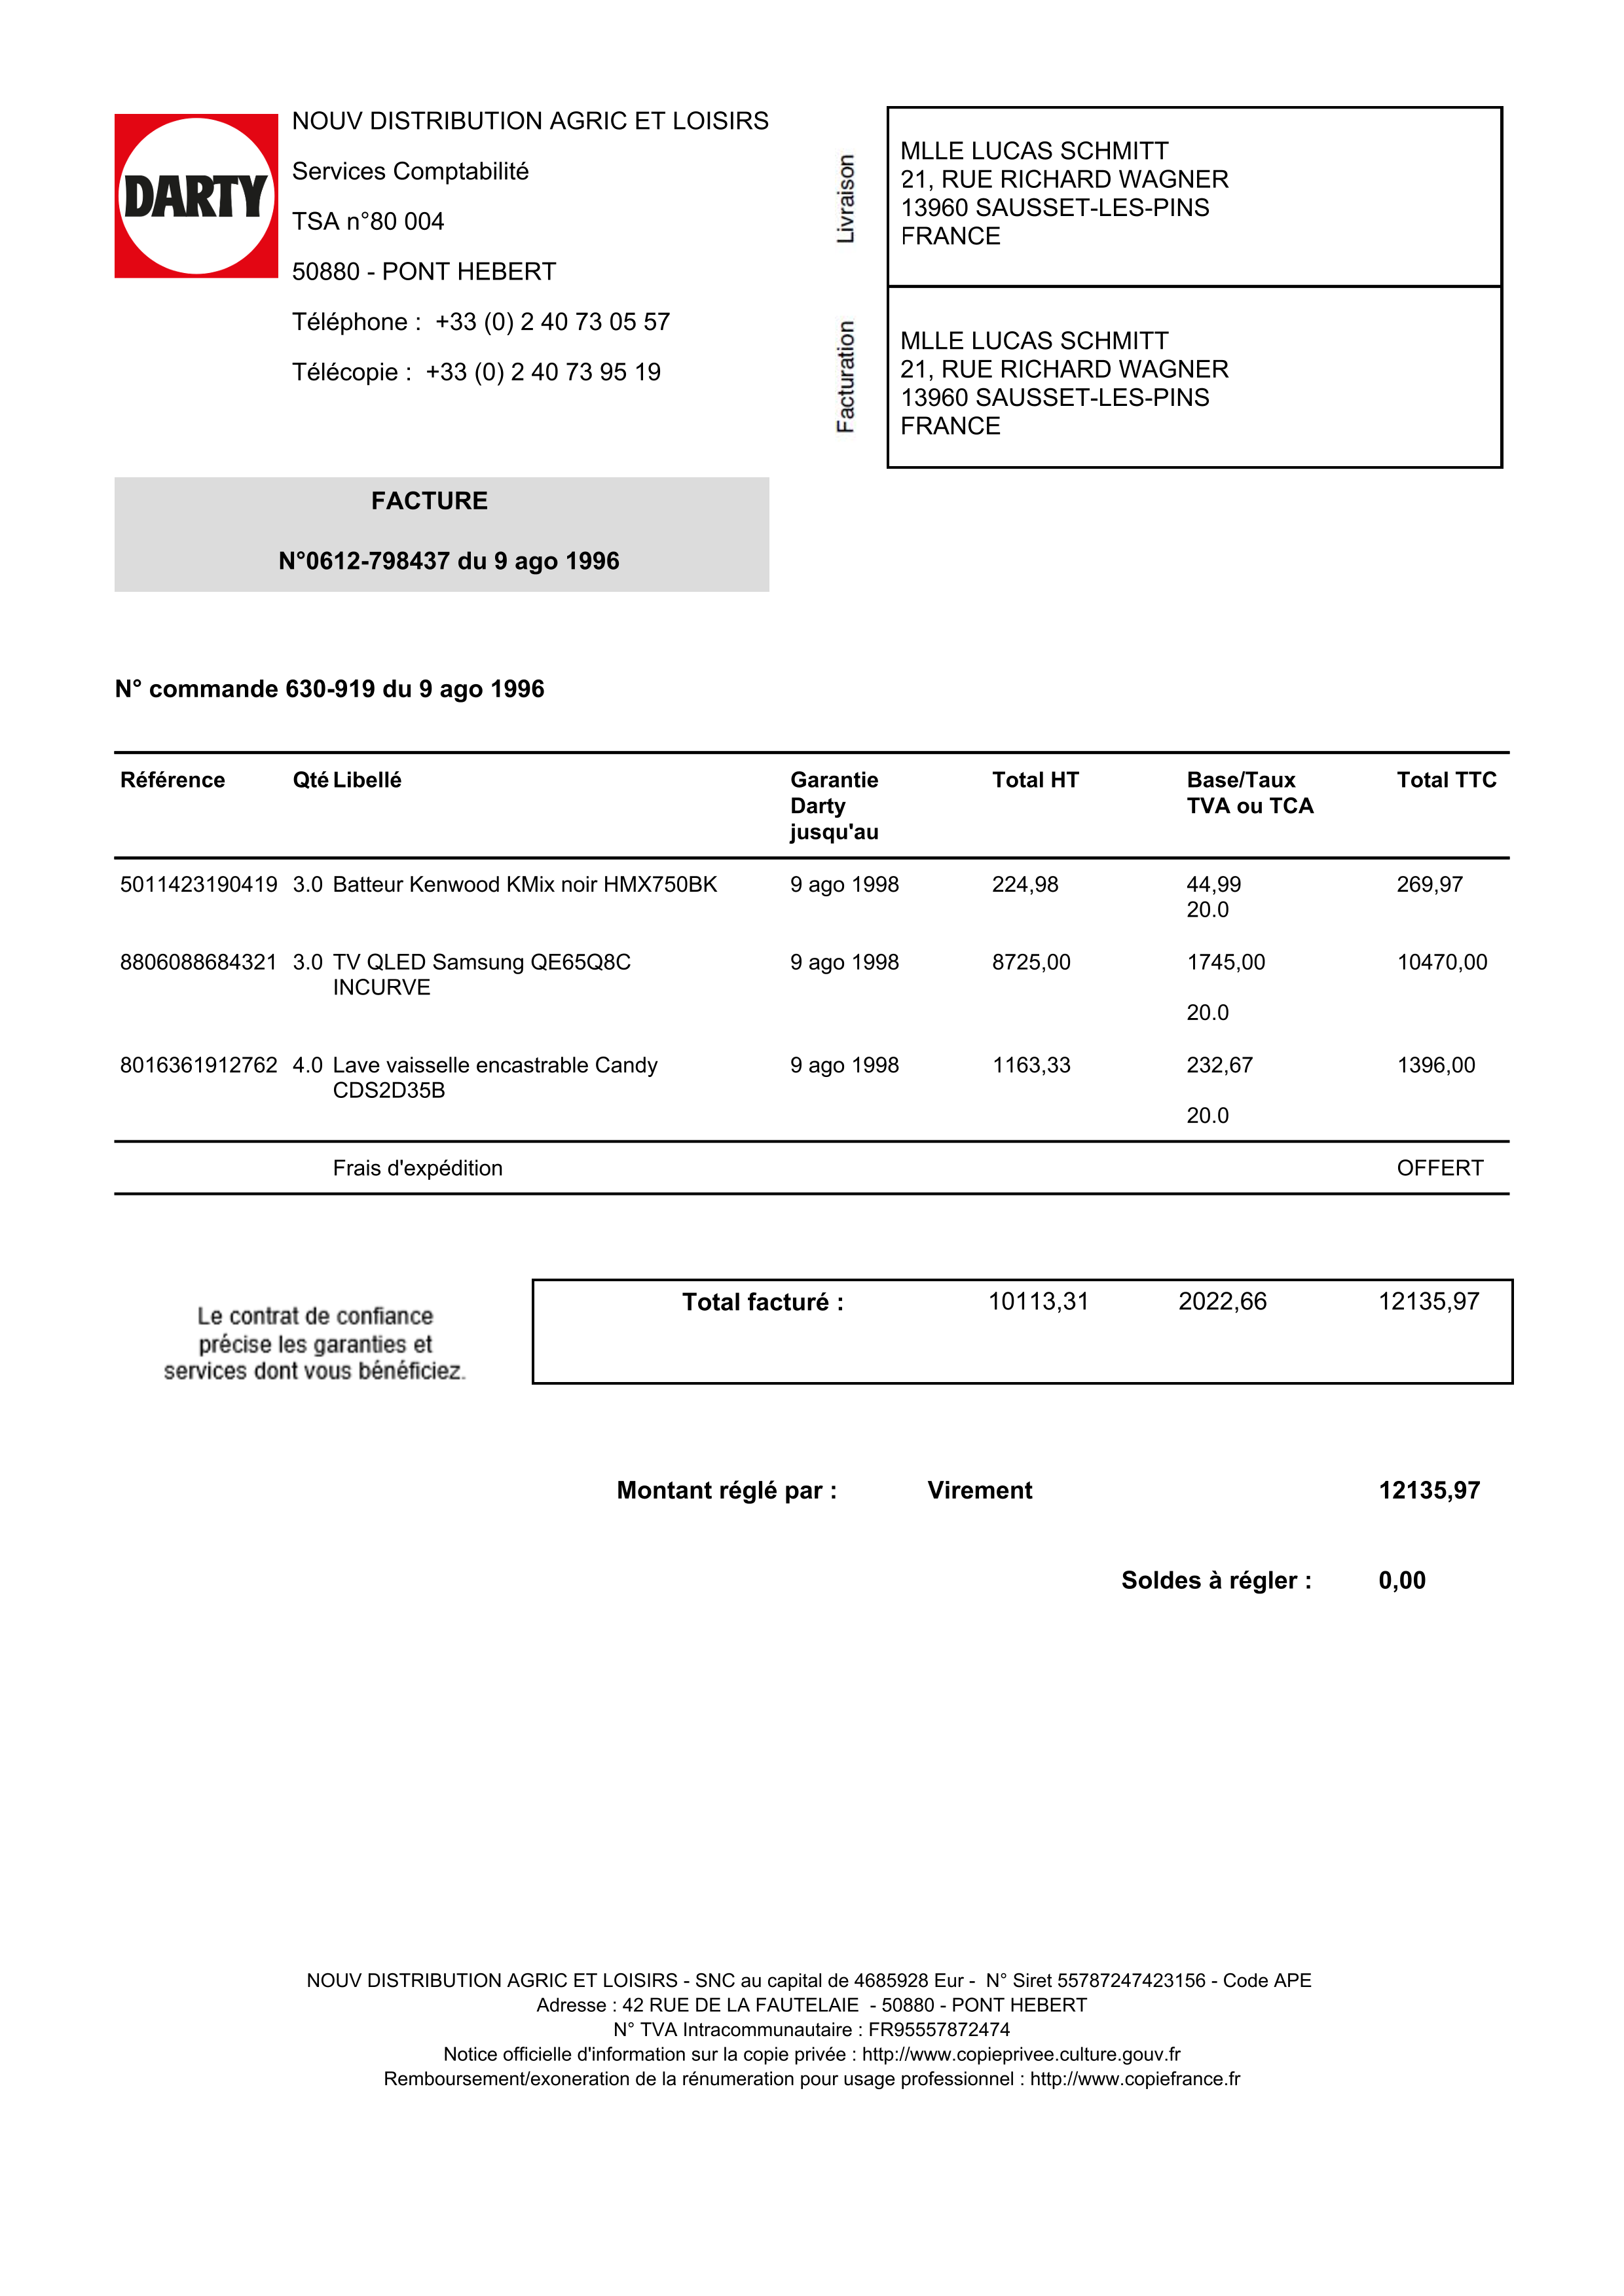 DARTY
NOUV DISTRIBUTION AGRIC ET LOISIRS
Services Comptabilité
TSA n°80 004
50880 - PONT HEBERT
Téléphone : +33 (0) 2 40 73 05 57
Télécopie : +33 (0) 2 40 73 95 19
Livraison
MLLE LUCAS SCHMITT
21, RUE RICHARD WAGNER
13960 SAUSSET-LES-PINS
FRANCE
Facturation
MLLE LUCAS SCHMITT
21, RUE RICHARD WAGNER
13960 SAUSSET-LES-PINS
FRANCE
FACTURE
N°0612-798437 du 9 ago 1996
N° commande 630-919 du 9 ago 1996
Référence Qté Libellé Garantie Total HT Base/Taux Total TTC
Darty TVA ou TCA
jusqu'au
5011423190419 3.0 Batteur Kenwood KMix noir HMX750BK 9 ago 1998 224,98 44,99 269,97
20.0
8806088684321 3.0 TV QLED Samsung QE65Q8C 9 ago 1998 8725,00 1745,00 10470,00
INCURVE
20.0
8016361912762 4.0 Lave vaisselle encastrable Candy 9 ago 1998 1163,33 232,67 1396,00
CDS2D35B
20.0
Frais d'expédition OFFERT
Le contrat de confiance
précise les garanties et
services dont vous bénéficiez.
Total facturé : 10113,31 2022,66 12135,97
Montant réglé par : Virement 12135,97
Soldes à régler : 0,00
NOUV DISTRIBUTION AGRIC ET LOISIRS - SNC au capital de 4685928 Eur - N° Siret 55787247423156 - Code APE
Adresse : 42 RUE DE LA FAUTELAIE - 50880 - PONT HEBERT
N° TVA Intracommunautaire : FR95557872474
Notice officielle d'information sur la copie privée : http://www.copieprivee.culture.gouv.fr
Remboursement/exoneration de la rénumeration pour usage professionnel : http://www.copiefrance.fr